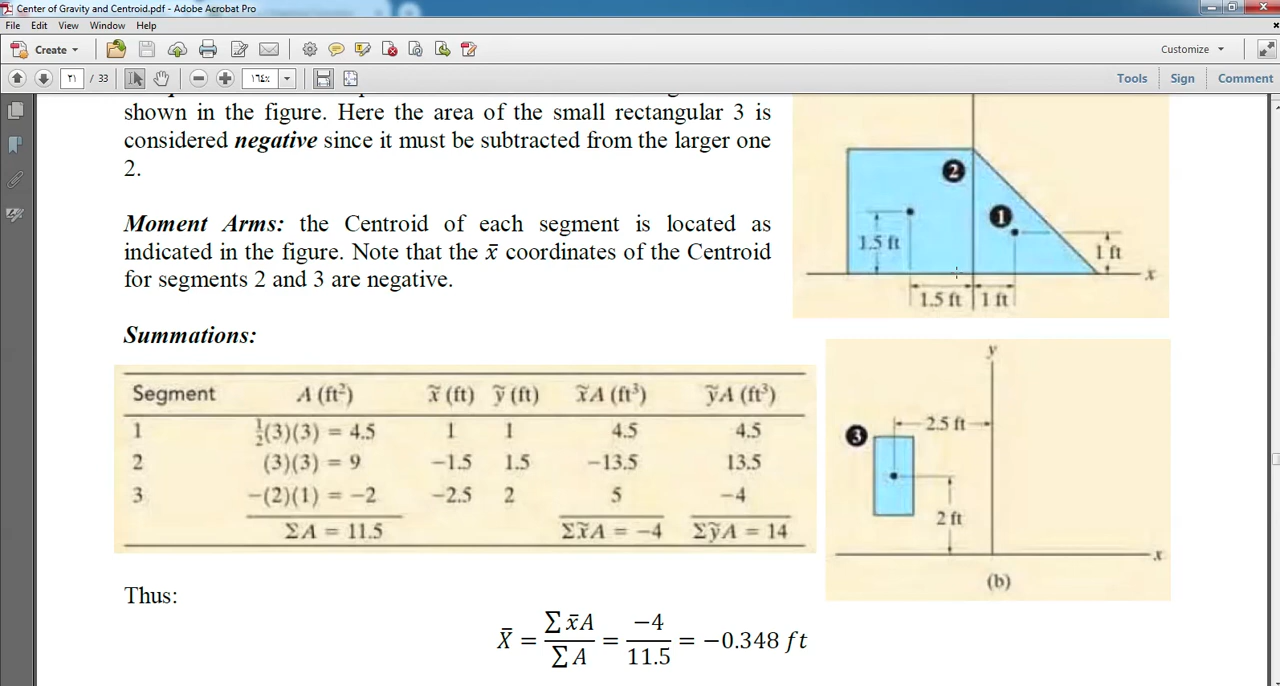 Center of Gravity and Centroid.pdf - Adobe Acrobat Pro
File Edit View Window Help
Create
Customize
٢١ / 33
١٦٤٪
Tools Sign Comment
shown in the figure. Here the area of the small rectangular 3 is
considered negative since it must be subtracted from the larger one
2.
Moment Arms: the Centroid of each segment is located as
indicated in the figure. Note that the x̄ coordinates of the Centroid
for segments 2 and 3 are negative.
Summations:
Segment A (ft²) x̃ (ft) ỹ (ft) x̃A (ft³) ỹA (ft³)
1 ½(3)(3) = 4.5 1 1 4.5 4.5
2 (3)(3) = 9 −1.5 1.5 −13.5 13.5
3 −(2)(1) = −2 −2.5 2 5 −4
ΣA = 11.5 Σx̃A = −4 ΣỹA = 14
Thus:
X̄ = ∑ x̄A / ∑ A = −4 / 11.5 = −0.348 ft
2
1
1.5 ft
1 ft
x
1.5 ft 1 ft
y
2.5 ft
3
2 ft
x
(b)